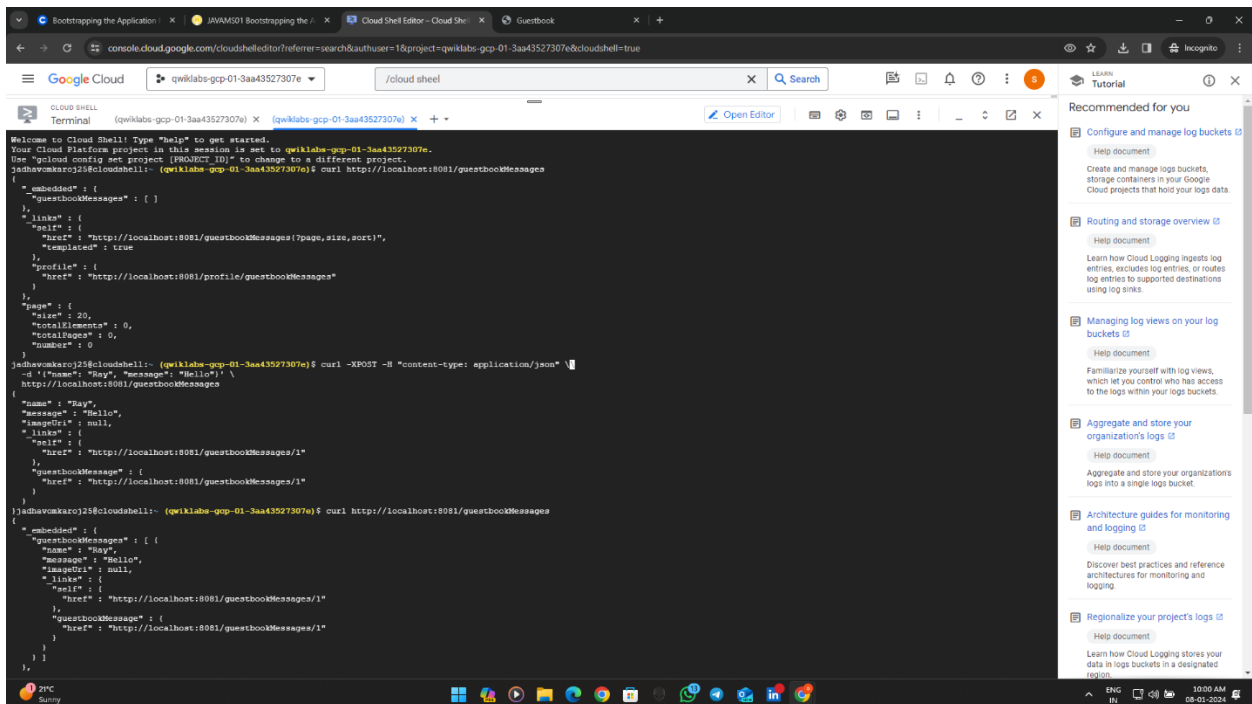 Bootstrapping the Application F
JAVAMS01 Bootstrapping the A
Cloud Shell Editor – Cloud Shel
Guestbook
console.cloud.google.com/cloudshelleditor?referrer=search&authuser=1&project=qwiklabs-gcp-01-3aa43527307e&cloudshell=true
Incognito
Google Cloud
qwiklabs-gcp-01-3aa43527307e
/cloud sheel
Search
S
LEARN
Tutorial
CLOUD SHELL
Terminal
(qwiklabs-gcp-01-3aa43527307e)
(qwiklabs-gcp-01-3aa43527307e)
Open Editor
Welcome to Cloud Shell! Type "help" to get started.
Your Cloud Platform project in this session is set to qwiklabs-gcp-01-3aa43527307e.
Use "gcloud config set project [PROJECT_ID]" to change to a different project.
jadhavomkaroj25@cloudshell:~ (qwiklabs-gcp-01-3aa43527307e)$ curl http://localhost:8081/guestbookMessages
{
"_embedded" : {
"guestbookMessages" : [ ]
},
"_links" : {
"self" : {
"href" : "http://localhost:8081/guestbookMessages{?page,size,sort}",
"templated" : true
},
"profile" : {
"href" : "http://localhost:8081/profile/guestbookMessages"
}
},
"page" : {
"size" : 20,
"totalElements" : 0,
"totalPages" : 0,
"number" : 0
}
jadhavomkaroj25@cloudshell:~ (qwiklabs-gcp-01-3aa43527307e)$ curl -XPOST -H "content-type: application/json" \
-d '{"name": "Ray", "message": "Hello"}' \
http://localhost:8081/guestbookMessages
{
"name" : "Ray",
"message" : "Hello",
"imageUri" : null,
"_links" : {
"self" : {
"href" : "http://localhost:8081/guestbookMessages/1"
},
"guestbookMessage" : {
"href" : "http://localhost:8081/guestbookMessages/1"
}
}
}jadhavomkaroj25@cloudshell:~ (qwiklabs-gcp-01-3aa43527307e)$ curl http://localhost:8081/guestbookMessages
{
"_embedded" : {
"guestbookMessages" : [ {
"name" : "Ray",
"message" : "Hello",
"imageUri" : null,
"_links" : {
"self" : {
"href" : "http://localhost:8081/guestbookMessages/1"
},
"guestbookMessage" : {
"href" : "http://localhost:8081/guestbookMessages/1"
}
}
} ]
},
Recommended for you
Configure and manage log buckets
Help document
Create and manage logs buckets,
storage containers in your Google
Cloud projects that hold your logs data.
Routing and storage overview
Help document
Learn how Cloud Logging ingests log
entries, excludes log entries, or routes
log entries to supported destinations
using log sinks.
Managing log views on your log
buckets
Help document
Familiarize yourself with log views,
which let you control who has access
to the logs within your logs buckets.
Aggregate and store your
organization's logs
Help document
Aggregate and store your organization's
logs into a single logs bucket.
Architecture guides for monitoring
and logging
Help document
Discover best practices and reference
architectures for monitoring and
logging.
Regionalize your project's logs
Help document
Learn how Cloud Logging stores your
data in logs buckets in a designated
region.
1
21°C
Sunny
ENG
IN
10:00 AM
08-01-2024